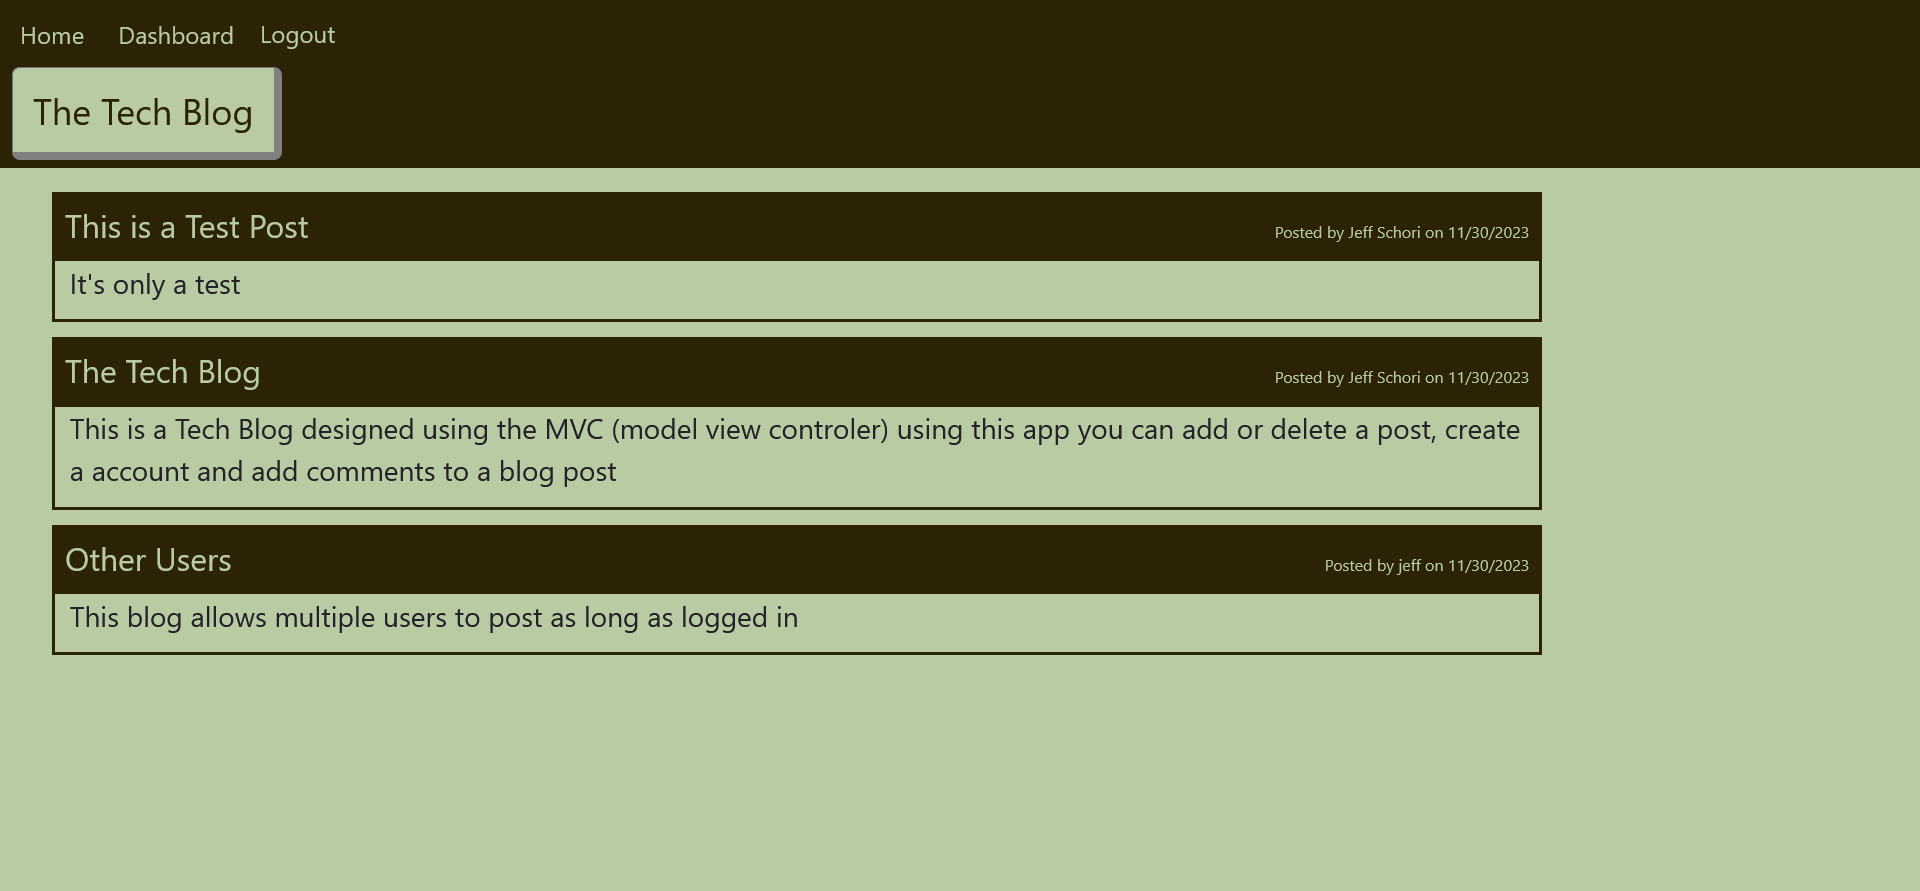 Home Dashboard Logout
The Tech Blog
This is a Test Post
Posted by Jeff Schori on 11/30/2023
It's only a test
The Tech Blog
Posted by Jeff Schori on 11/30/2023
This is a Tech Blog designed using the MVC (model view controler) using this app you can add or delete a post, create
a account and add comments to a blog post
Other Users
Posted by jeff on 11/30/2023
This blog allows multiple users to post as long as logged in